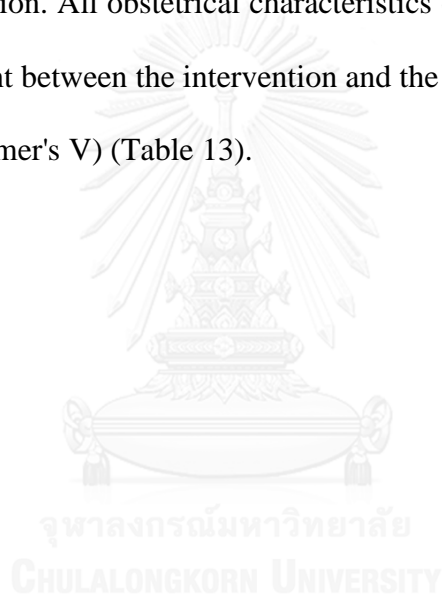 ion. All obstetrical characteristics
nt between the intervention and the
mer's V) (Table 13).
จุฬาลงกรณ์มหาวิทยาลัย
CHULALONGKORN UNIVERSITY